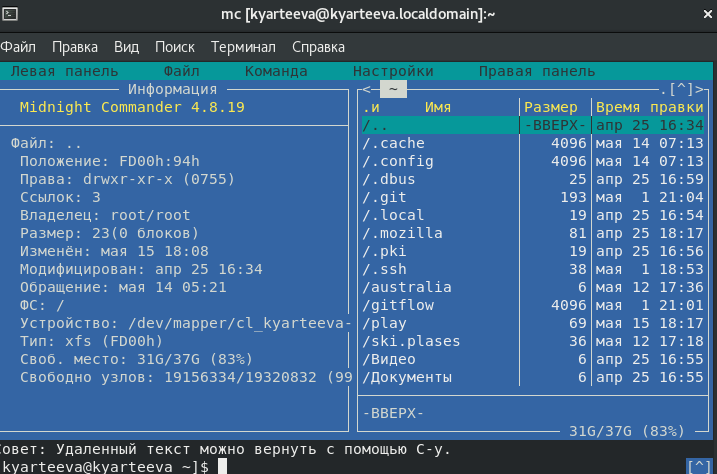 mc [kyarteeva@kyarteeva.localdomain]:~
Файл Правка Вид Поиск Терминал Справка
Левая панель Файл Команда Настройки Правая панель
Информация
Midnight Commander 4.8.19
Файл: ..
Положение: FD00h:94h
Права: drwxr-xr-x (0755)
Ссылок: 3
Владелец: root/root
Размер: 23(0 блоков)
Изменён: мая 15 18:08
Модифицирован: апр 25 16:34
Обращение: мая 14 05:21
ФС: /
Устройство: /dev/mapper/cl_kyarteeva-
Тип: xfs (FD00h)
Своб. место: 31G/37G (83%)
Свободно узлов: 19156334/19320832 (99
<- ~ .[^]>
.и Имя Размер Время правки
/.. -ВВЕРХ- апр 25 16:34
/.cache 4096 мая 14 07:13
/.config 4096 мая 14 07:13
/.dbus 25 апр 25 16:59
/.git 193 мая 1 21:04
/.local 19 апр 25 16:54
/.mozilla 81 апр 25 18:17
/.pki 19 апр 25 16:56
/.ssh 38 мая 1 18:53
/australia 6 мая 12 17:36
/gitflow 4096 мая 1 21:01
/play 69 мая 15 18:17
/ski.plases 36 мая 12 17:18
/Видео 6 апр 25 16:55
/Документы 6 апр 25 16:55
-ВВЕРХ-
31G/37G (83%)
Совет: Удаленный текст можно вернуть с помощью C-y.
[kyarteeva@kyarteeva ~]$ [^]